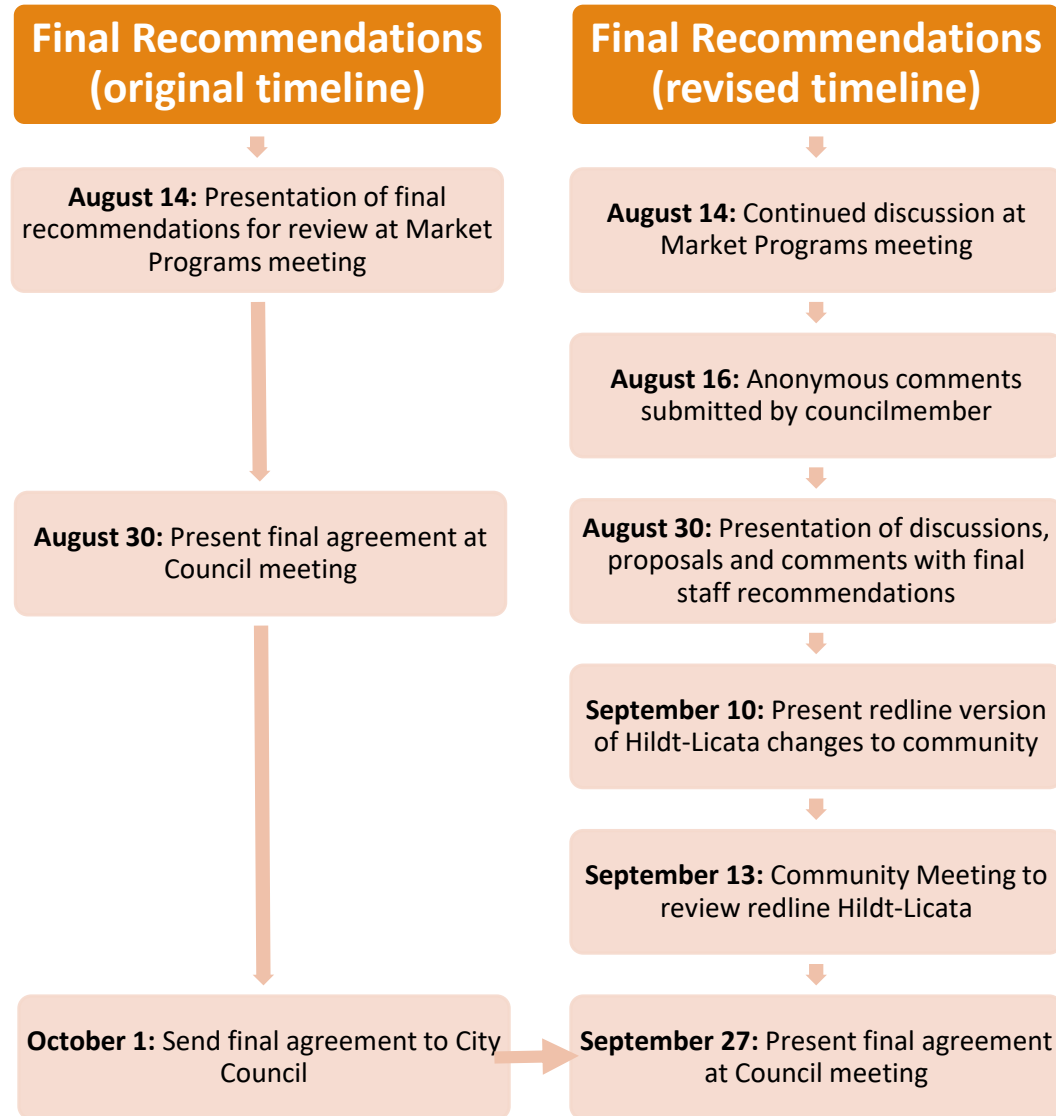 Final Recommendations
(original timeline)
August 14: Presentation of final
recommendations for review at Market
Programs meeting
August 30: Present final agreement at
Council meeting
October 1: Send final agreement to City
Council
Final Recommendations
(revised timeline)
August 14: Continued discussion at
Market Programs meeting
August 16: Anonymous comments
submitted by councilmember
August 30: Presentation of discussions,
proposals and comments with final
staff recommendations
September 10: Present redline version
of Hildt-Licata changes to community
September 13: Community Meeting to
review redline Hildt-Licata
September 27: Present final agreement
at Council meeting